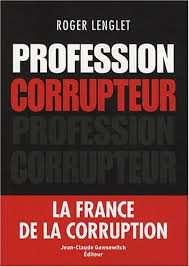 ROGER LENGLET
PROFESSION
CORRUPTEUR
PROFESSION
CORRUPTEUR
LA FRANCE
DE LA CORRUPTION
Jean-Claude Gawsewitch
Éditeur